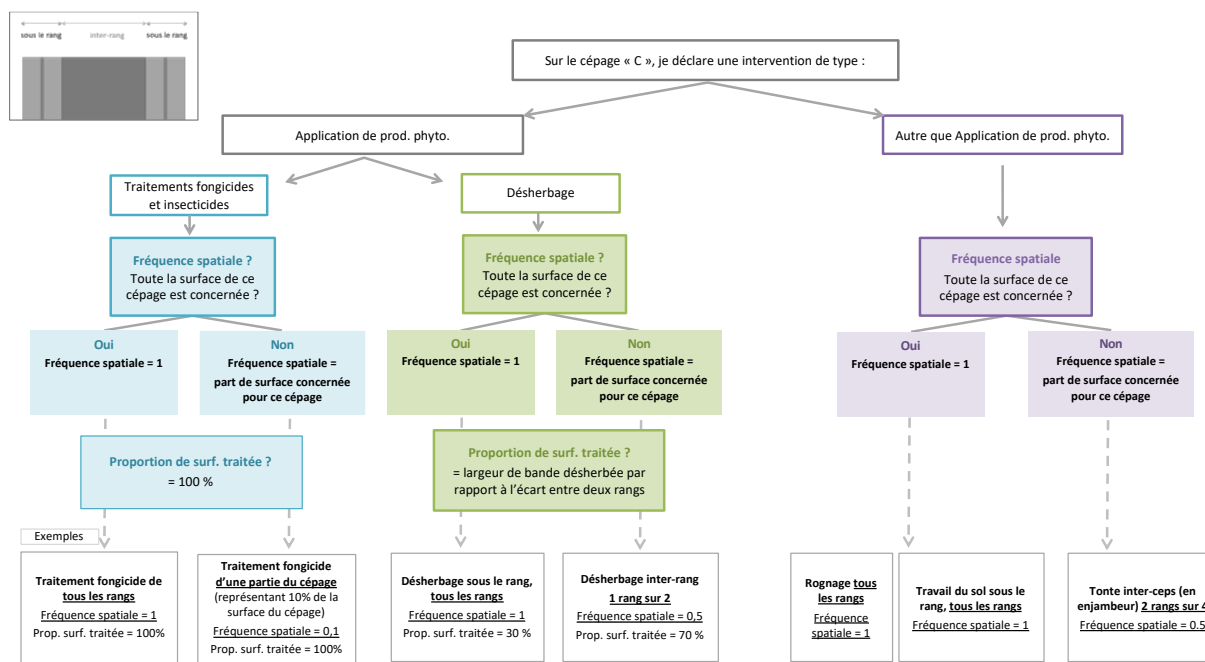 sous le rang inter-rang sous le rang
Sur le cépage « C », je déclare une intervention de type :
Application de prod. phyto.
Autre que Application de prod. phyto.
Traitements fongicides
et insecticides
Désherbage
Fréquence spatiale ?
Toute la surface de ce
cépage est concernée ?
Fréquence spatiale ?
Toute la surface de ce
cépage est concernée ?
Fréquence spatiale
Toute la surface de ce
cépage est concernée ?
Oui
Fréquence spatiale = 1
Non
Fréquence spatiale =
part de surface concernée
pour ce cépage
Oui
Fréquence spatiale = 1
Non
Fréquence spatiale =
part de surface concernée
pour ce cépage
Oui
Fréquence spatiale = 1
Non
Fréquence spatiale =
part de surface concernée
pour ce cépage
Proportion de surf. traitée ?
= 100 %
Proportion de surf. traitée ?
= largeur de bande désherbée par
rapport à l’écart entre deux rangs
Exemples
Traitement fongicide de
tous les rangs
Fréquence spatiale = 1
Prop. surf. traitée = 100%
Traitement fongicide
d’une partie du cépage
(représentant 10% de la
surface du cépage)
Fréquence spatiale = 0,1
Prop. surf. traitée = 100%
Désherbage sous le rang,
tous les rangs
Fréquence spatiale = 1
Prop. surf. traitée = 30 %
Désherbage inter-rang
1 rang sur 2
Fréquence spatiale = 0,5
Prop. surf. traitée = 70 %
Rognage tous
les rangs
Fréquence
spatiale = 1
Travail du sol sous le
rang, tous les rangs
Fréquence spatiale = 1
Tonte inter-ceps (en
enjambeur) 2 rangs sur 4
Fréquence spatiale = 0.5